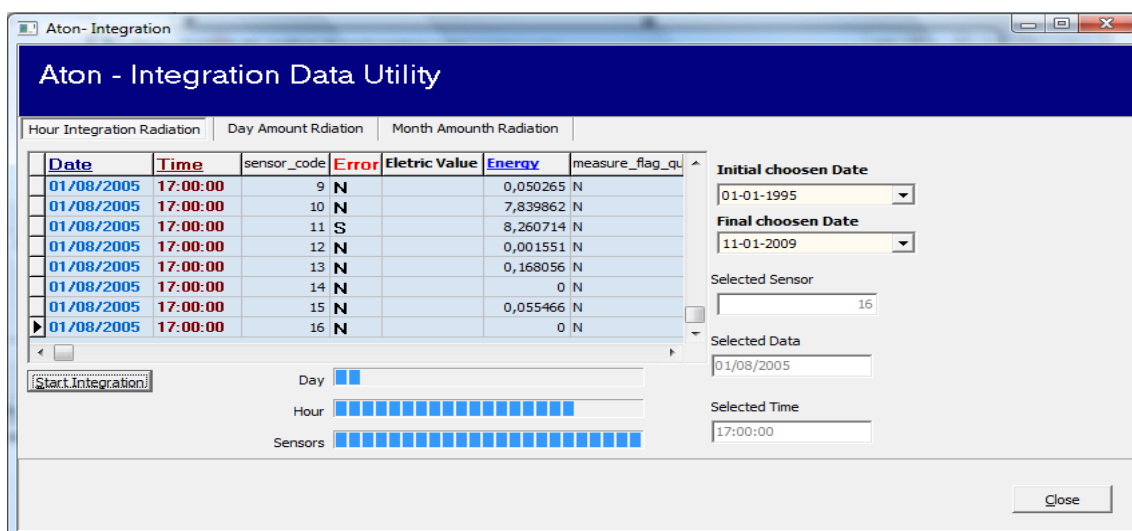 Aton- Integration
Aton - Integration Data Utility
Hour Integration Radiation Day Amount Rdiation Month Amounth Radiation
Date Time sensor_code Error Eletric Value Energy measure_flag_qu
01/08/2005 17:00:00 9 N 0,050265 N
01/08/2005 17:00:00 10 N 7,839862 N
01/08/2005 17:00:00 11 S 8,260714 N
01/08/2005 17:00:00 12 N 0,001551 N
01/08/2005 17:00:00 13 N 0,168056 N
01/08/2005 17:00:00 14 N 0 N
01/08/2005 17:00:00 15 N 0,055466 N
01/08/2005 17:00:00 16 N 0 N
Initial choosen Date
01-01-1995
Final choosen Date
11-01-2009
Selected Sensor
16
Selected Data
01/08/2005
Selected Time
17:00:00
Start Integration
Day
Hour
Sensors
Close